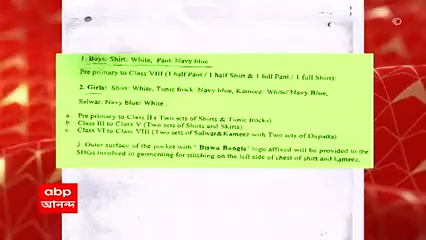 ©
1. Boys: Shirt: White, Pant: Navy blue
Pre primary to Class VIII (1 half Pant / 1 half Shirt & 1 full Pant / 1 full Shirt):
2. Girls: Shirt: White, Tunic frock: Navy blue, Kameez: White/ Navy Blue,
Salwar: Navy blue/ White .
a. Pre primary to Class II ( Two sets of Shirts & Tunic frocks)
b. Class III to Class V (Two sets of Shirts and Skirts).
c. Class VI to Class VIII (Two sets of Salwar&Kameez with Two sets of Dupatta).
3. Outer surface of the pocket with ' Biswa Bangla' logo affixed will be provided to the
SHGs involved in garmenting for stitching on the left side of chest of shirt and kameez.
abp
আনন্দ